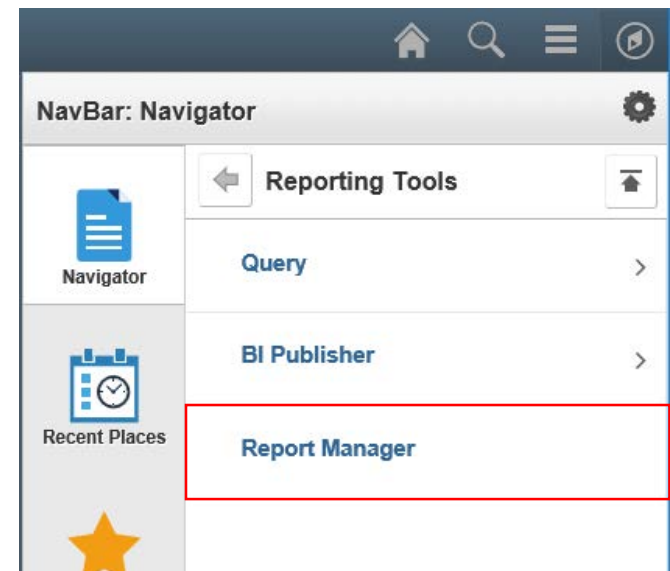 NavBar: Navigator
Reporting Tools
Navigator
Query
BI Publisher
Recent Places
Report Manager